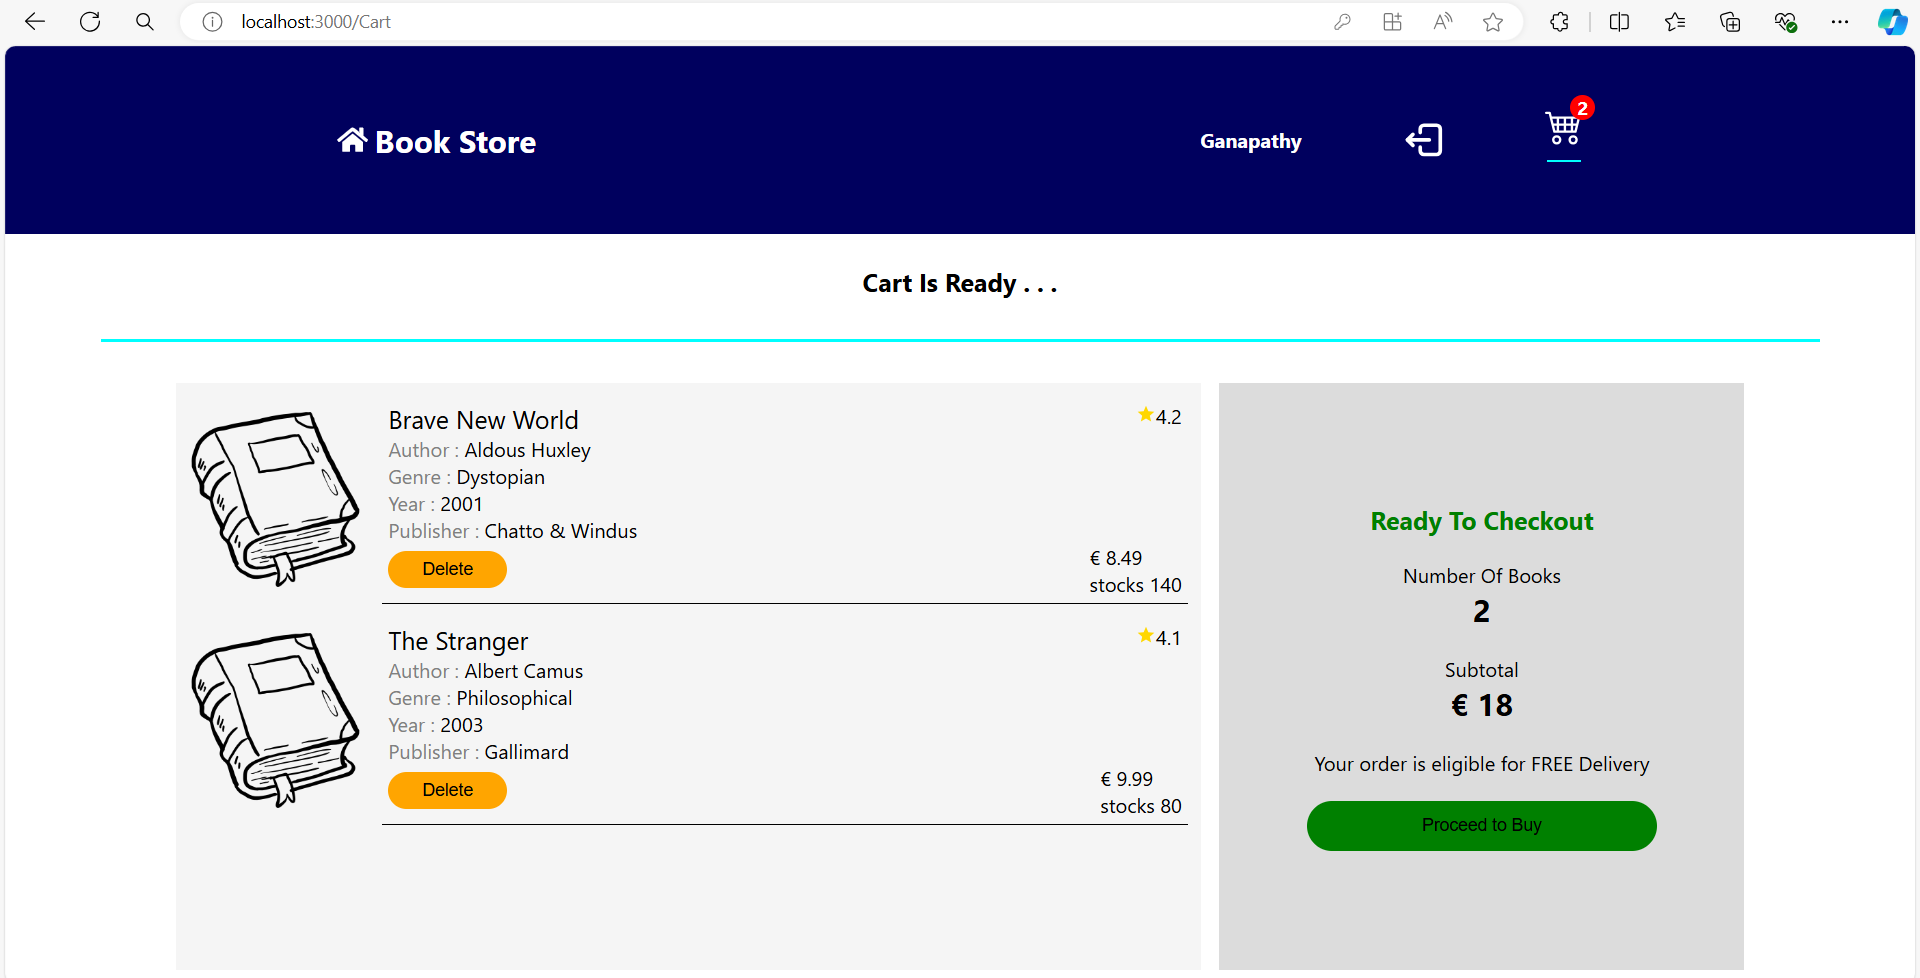 localhost:3000/Cart
Book Store
Ganapathy
2
Cart Is Ready . . .
Brave New World
4.2
Author : Aldous Huxley
Genre : Dystopian
Year : 2001
Publisher : Chatto & Windus
Delete
€ 8.49
stocks 140
The Stranger
4.1
Author : Albert Camus
Genre : Philosophical
Year : 2003
Publisher : Gallimard
Delete
€ 9.99
stocks 80
Ready To Checkout
Number Of Books
2
Subtotal
€ 18
Your order is eligible for FREE Delivery
Proceed to Buy